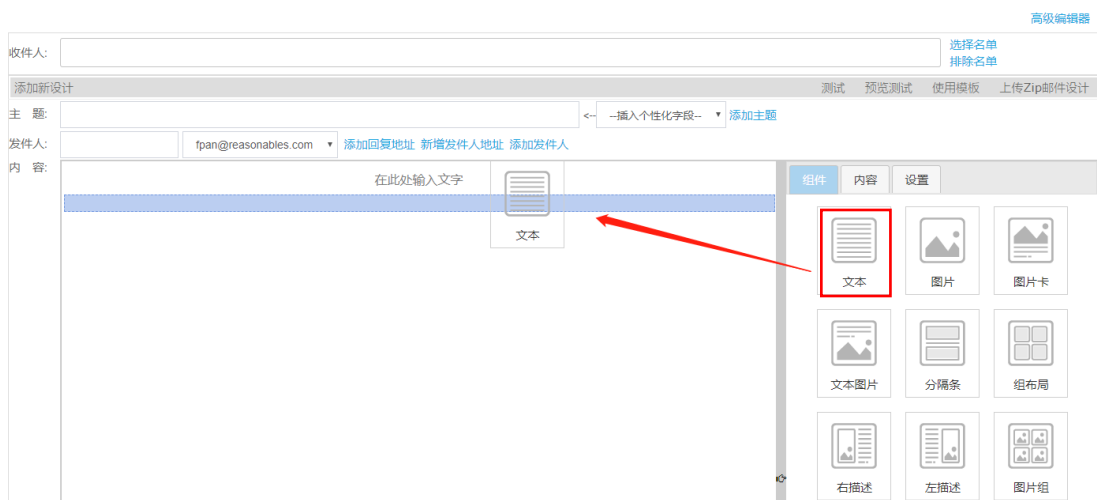 高级编辑器
收件人:
选择名单
排除名单
添加新设计 测试 预览测试 使用模板 上传Zip邮件设计
主 题: <-- --插入个性化字段-- 添加主题
发件人: fpan@reasonables.com 添加回复地址 新增发件人地址 添加发件人
内 容:
在此处输入文字
文本
组件 内容 设置
文本 图片 图片卡
文本图片 分隔条 组布局
右描述 左描述 图片组